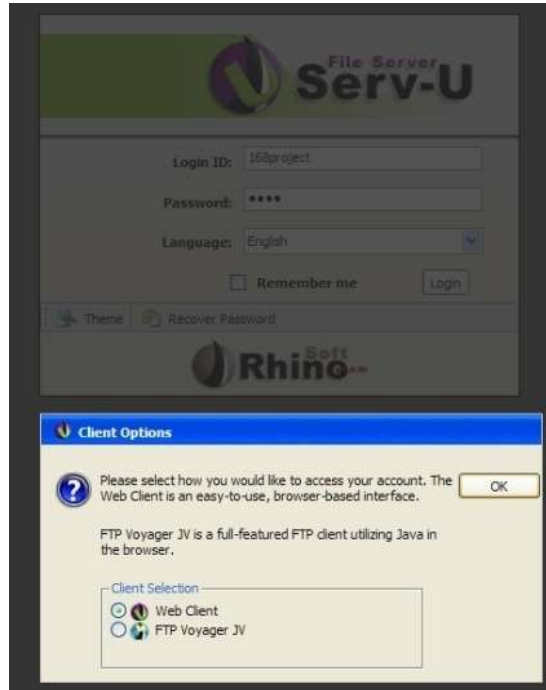 File Server
Serv-U
Login ID: 168project
Password: ••••
Language: English
Remember me Login
Theme Recover Password
RhinoSoft
Client Options
Please select how you would like to access your account. The
Web Client is an easy-to-use, browser-based interface.
OK
FTP Voyager JV is a full-featured FTP client utilizing Java in
the browser.
Client Selection
Web Client
FTP Voyager JV